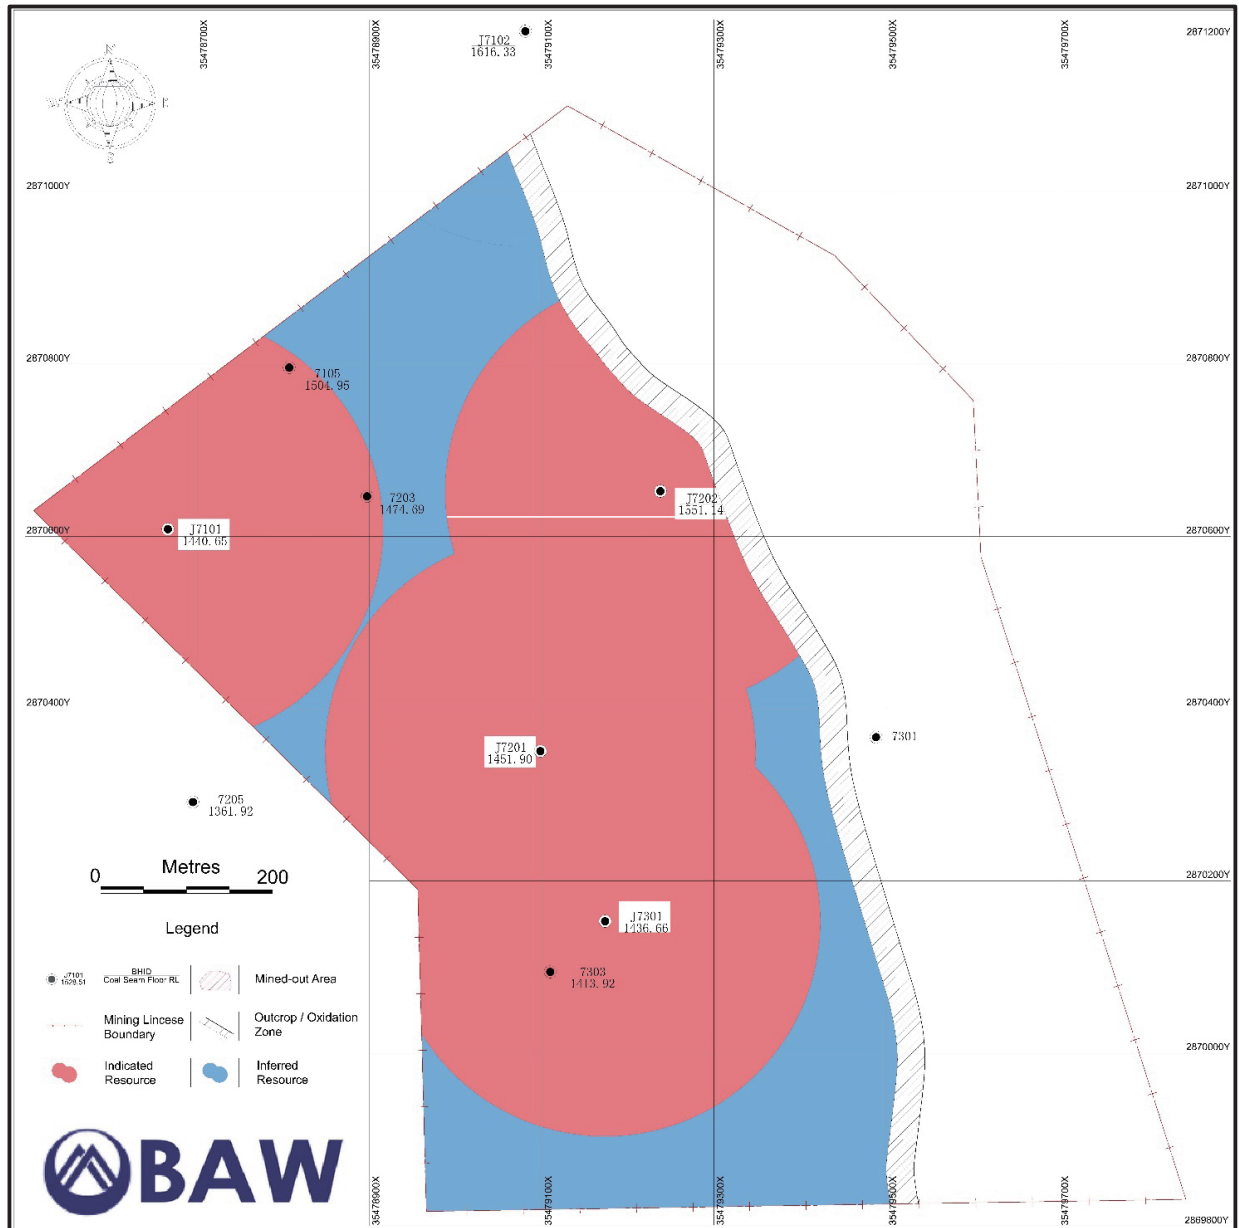 35478700X
35478900X
35479100X
35479300X
35479500X
35479700X
2871200Y
J7102
1616.33
N
W
E
S
2871000Y
2871000Y
2870800Y
2870800Y
7105
1504.95
7203
1474.69
J7202
1551.14
J7101
1440.65
2870600Y
2870600Y
2870400Y
2870400Y
7301
J7201
1451.90
7205
1361.92
Metres
0
200
2870200Y
J7301
1436.66
7303
1413.92
Legend
J7101
1628.51
BHID
Coal Seam Floor RL
Mined-out Area
Mining Lincese
Boundary
Outcrop / Oxidation
Zone
Indicated
Resource
Inferred
Resource
2870000Y
BAW
35478900X
35479100X
35479300X
35479500X
35479700X
2869800Y